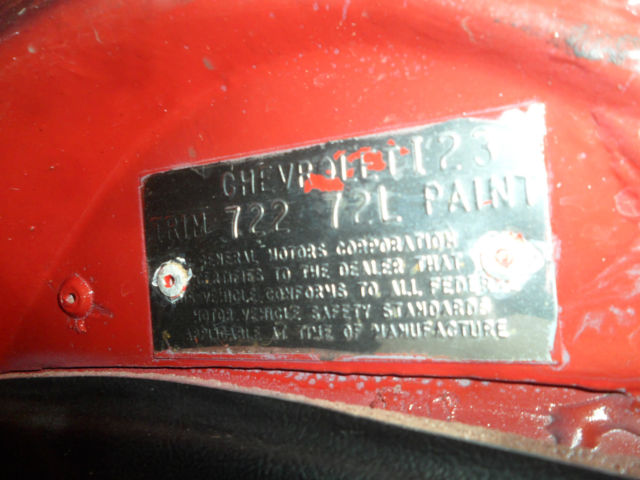 CHEVROLET 123
TRIM 722 72L PAINT
GENERAL MOTORS CORPORATION
CERTIFIES TO THE DEALER THAT
VEHICLE CONFORMS TO ALL FEDERAL
MOTOR VEHICLE SAFETY STANDARDS
APPLICABLE AT TIME OF MANUFACTURE